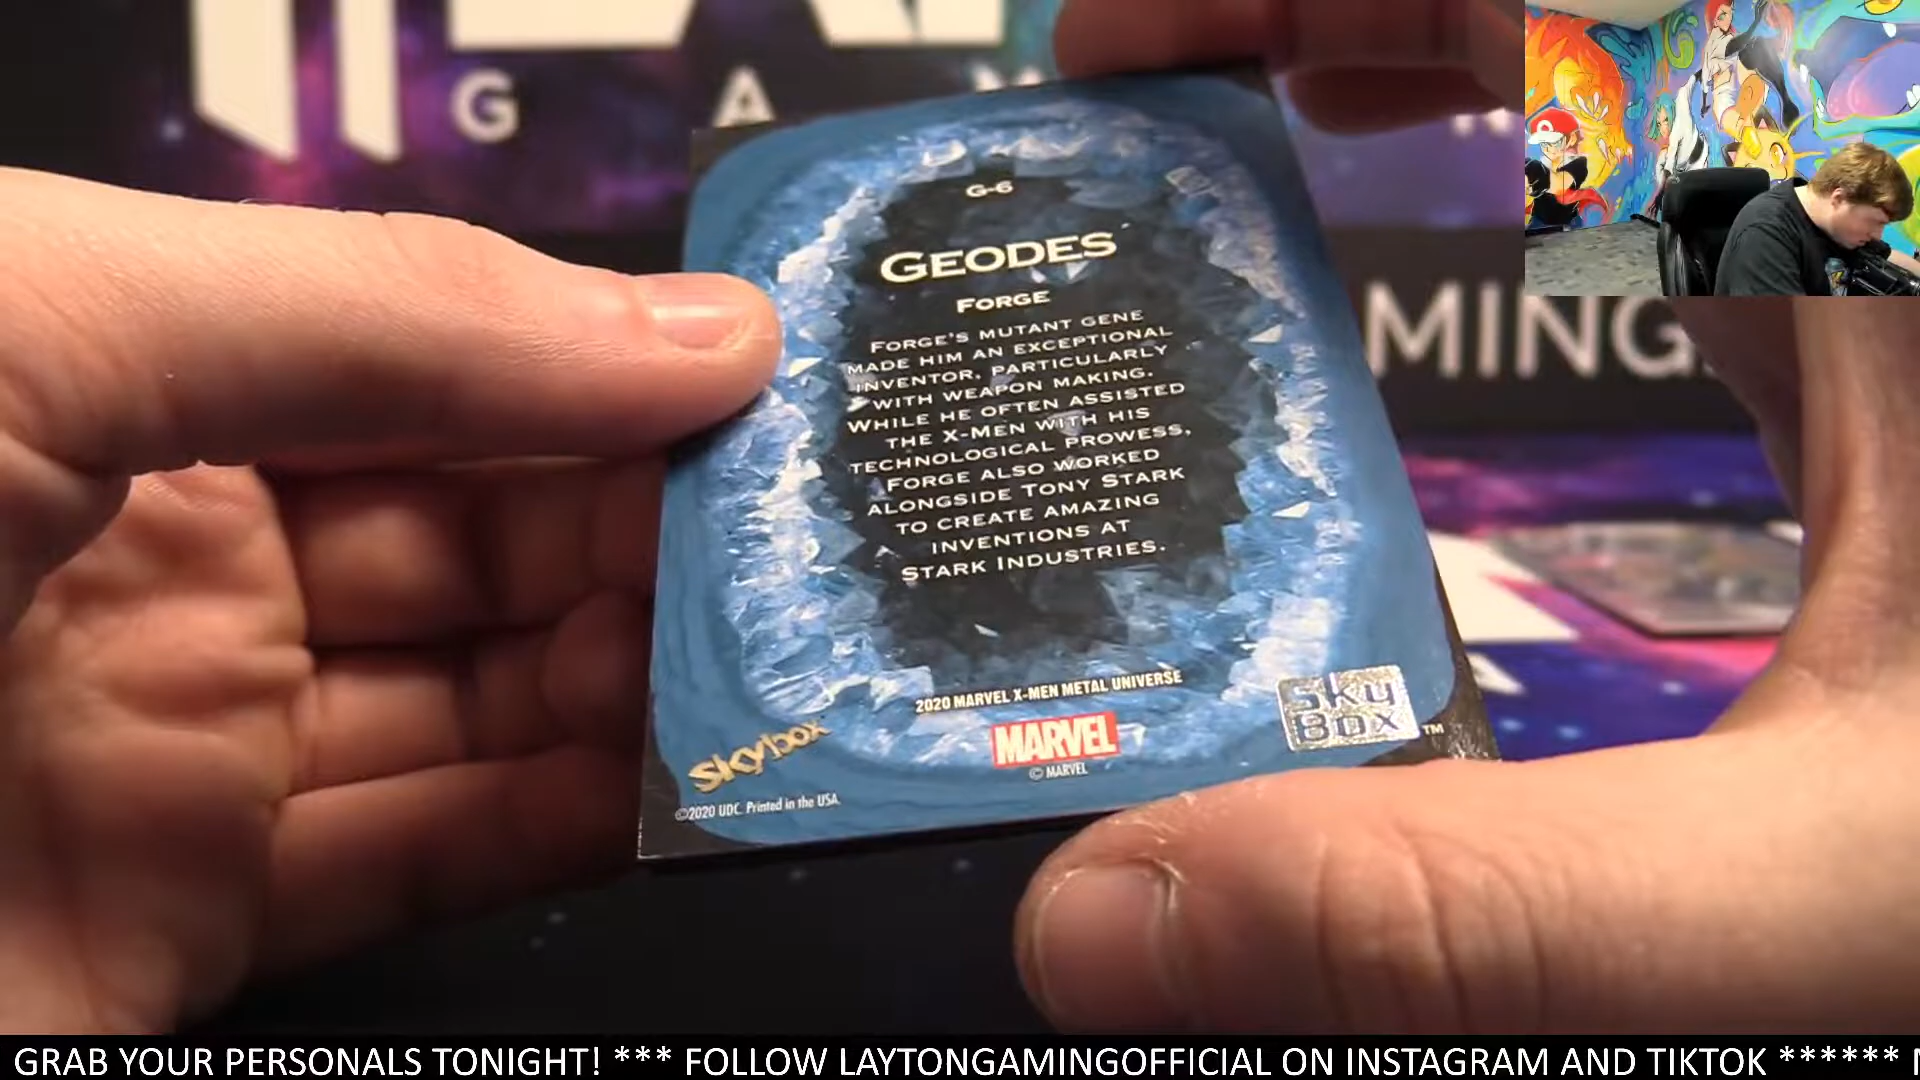 G A
MING
G-6
GEODES
FORGE
FORGE'S MUTANT GENE
MADE HIM AN EXCEPTIONAL
INVENTOR, PARTICULARLY
WITH WEAPON MAKING.
WHILE HE OFTEN ASSISTED
THE X-MEN WITH HIS
TECHNOLOGICAL PROWESS,
FORGE ALSO WORKED
ALONGSIDE TONY STARK
TO CREATE AMAZING
INVENTIONS AT
STARK INDUSTRIES.
2020 MARVEL X-MEN METAL UNIVERSE
skybox
MARVEL
© MARVEL
sky
BOX
TM
©2020 UDC. Printed in the USA.
GRAB YOUR PERSONALS TONIGHT! *** FOLLOW LAYTONGAMINGOFFICIAL ON INSTAGRAM AND TIKTOK ******